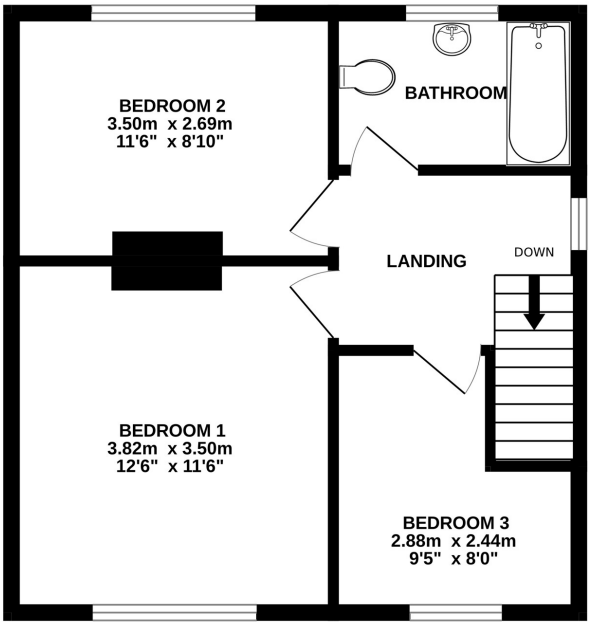 BEDROOM 2
3.50m x 2.69m
11'6" x 8'10"
BATHROOM
LANDING
DOWN
BEDROOM 1
3.82m x 3.50m
12'6" x 11'6"
BEDROOM 3
2.88m x 2.44m
9'5" x 8'0"